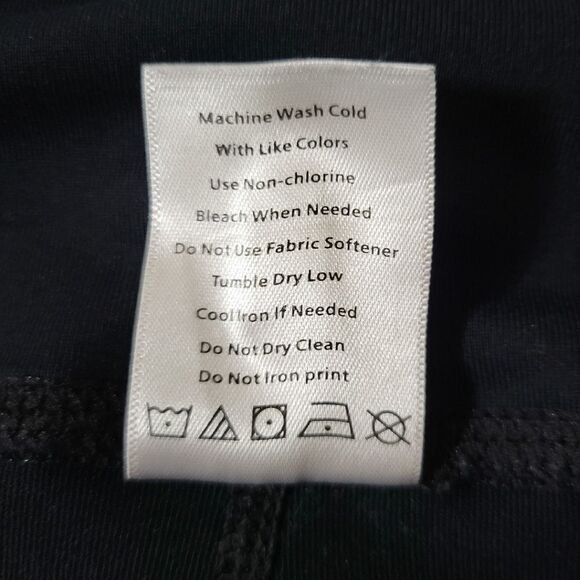 Machine Wash Cold
With Like Colors
Use Non-chlorine
Bleach When Needed
Do Not Use Fabric Softener
Tumble Dry Low
Cool Iron If Needed
Do Not Dry Clean
Do Not Iron print